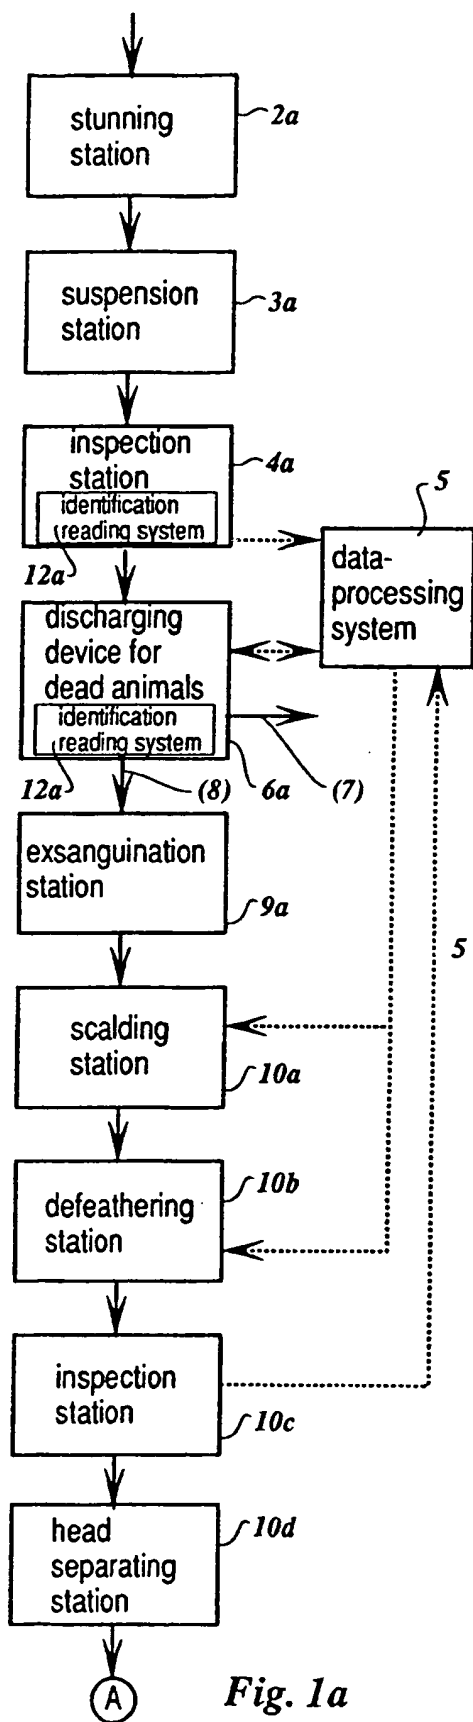 stunning
station
2a
suspension
station
3a
inspection
station
4a
identification
reading system
12a
5
data-
processing
system
discharging
device for
dead animals
identification
reading system
12a
(8)
6a
(7)
exsanguination
station
9a
5
scalding
station
10a
defeathering
station
10b
inspection
station
10c
head
separating
station
10d
A
Fig. 1a